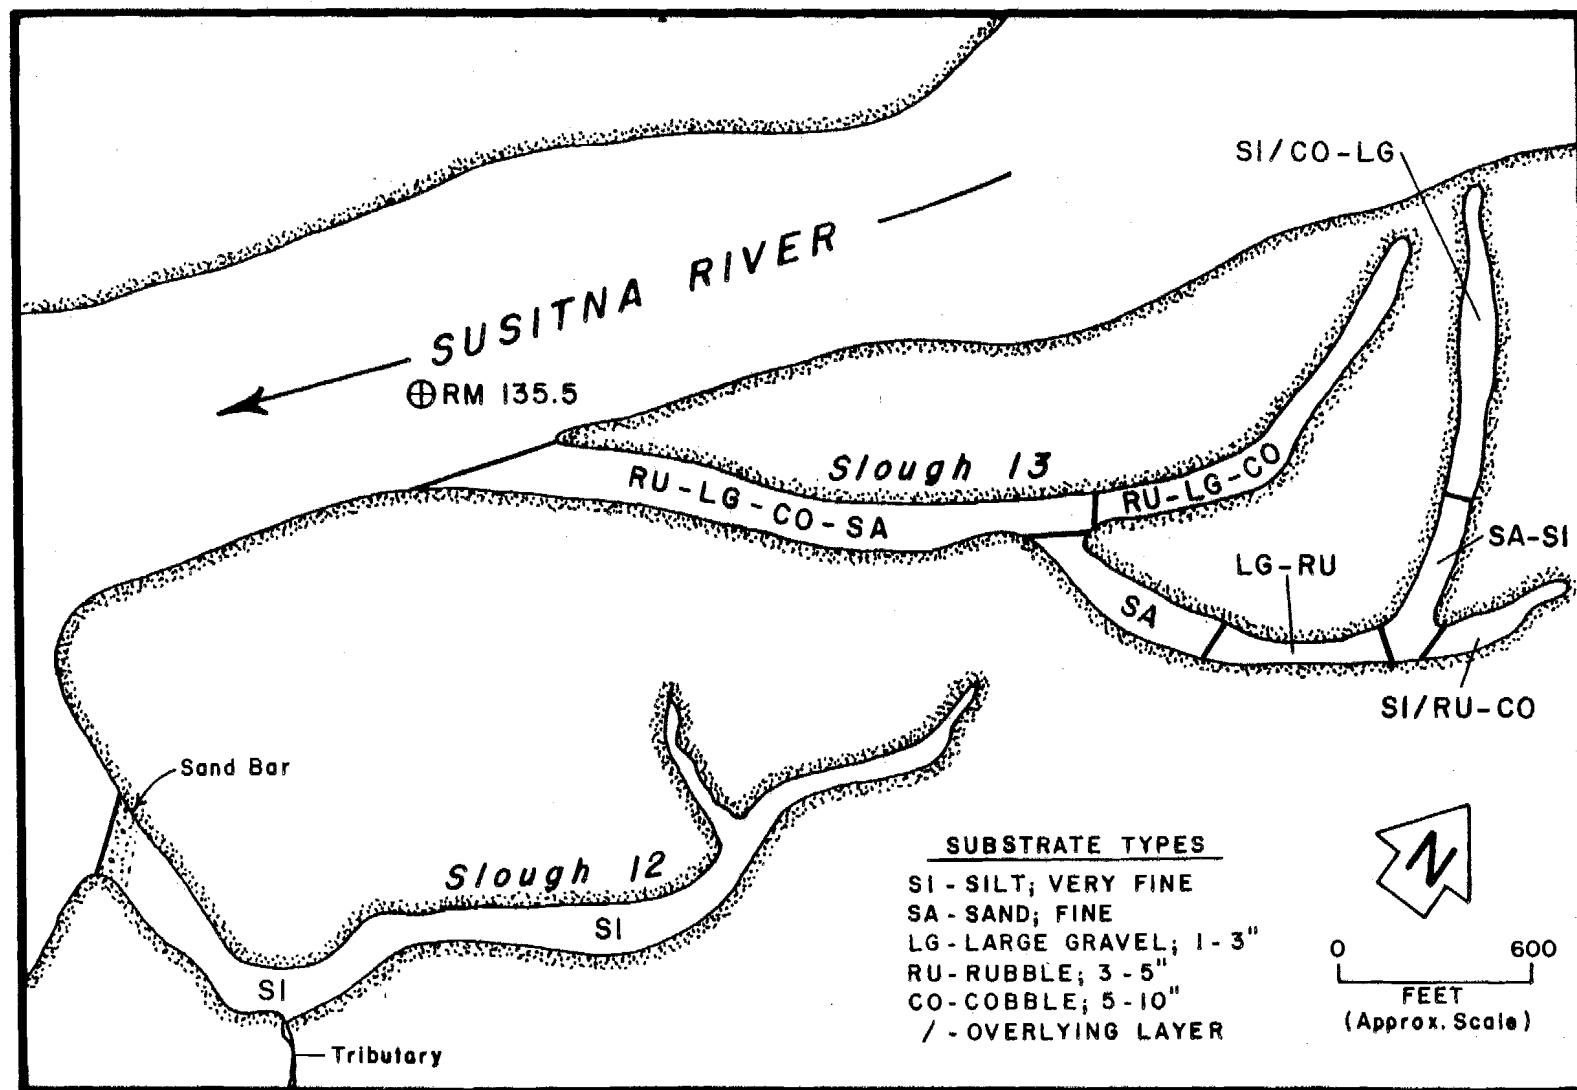 SI/CO-LG
SUSITNA RIVER
⊕ RM 135.5
Slough 13
RU-LG-CO
RU-LG-CO-SA
SA-SI
LG-RU
SA
SI/RU-CO
Sand Bar
Slough 12
SI
SI
Tributary
SUBSTRATE TYPES
SI - SILT; VERY FINE
SA - SAND; FINE
LG - LARGE GRAVEL; 1 - 3"
RU - RUBBLE; 3 - 5"
CO - COBBLE; 5 - 10"
/ - OVERLYING LAYER
N
0 600
FEET
(Approx. Scale)